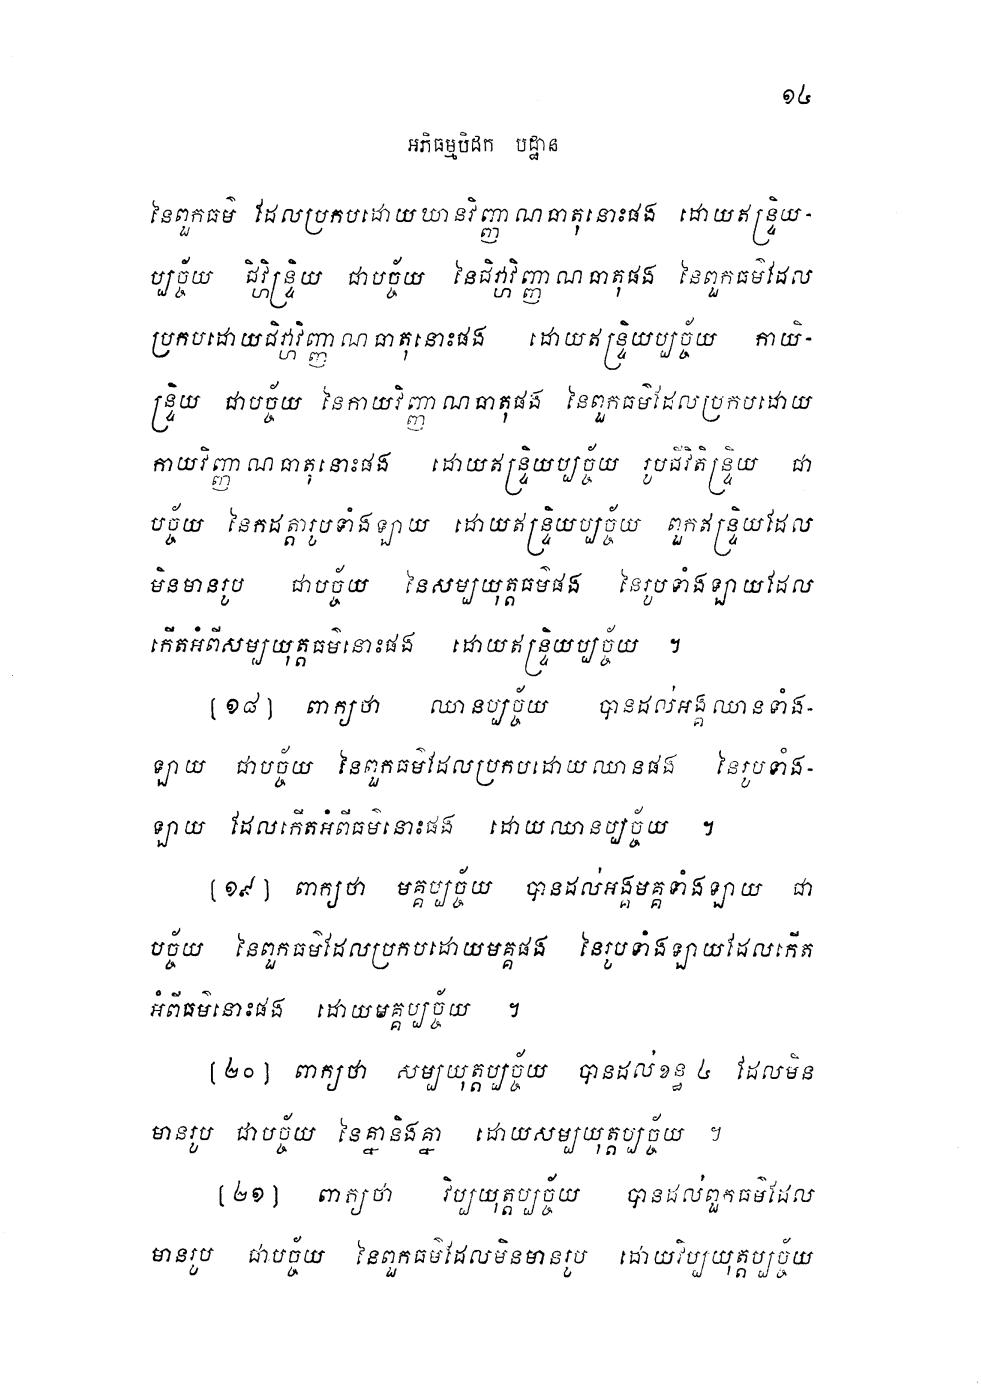 ១៤
អភិធម្មបិដក បដ្ឋាន
នៃពួកធម៌ ដែលប្រកបដោយឃានវិញ្ញាណធាតុនោះផង ដោយឥន្ទ្រិយ-
ប្បច្ច័យ ជិវ្ហិន្ទ្រិយ ជាបច្ច័យ នៃជិវ្ហាវិញ្ញាណធាតុផង នៃពួកធម៌ដែល
ប្រកបដោយជិវ្ហាវិញ្ញាណធាតុនោះផង ដោយឥន្ទ្រិយប្បច្ច័យ កាយិ-
ន្ទ្រិយ ជាបច្ច័យ នៃកាយវិញ្ញាណធាតុផង នៃពួកធម៌ដែលប្រកបដោយ
កាយវិញ្ញាណធាតុនោះផង ដោយឥន្ទ្រិយប្បច្ច័យ រូបជីវិតិន្ទ្រិយ ជា
បច្ច័យ នៃកដត្តារូបទាំងឡាយ ដោយឥន្ទ្រិយប្បច្ច័យ ពួកឥន្ទ្រិយដែល
មិនមានរូប ជាបច្ច័យ នៃសម្បយុត្តធម៌ផង នៃរូបទាំងឡាយដែល
កើតអំពីសម្បយុត្តធម៌នោះផង ដោយឥន្ទ្រិយប្បច្ច័យ ។
[១៨] ពាក្យថា ឈានប្បច្ច័យ បានដល់អង្គឈានទាំង-
ឡាយ ជាបច្ច័យ នៃពួកធម៌ដែលប្រកបដោយឈានផង នៃរូបទាំង-
ឡាយ ដែលកើតអំពីធម៌នោះផង ដោយឈានប្បច្ច័យ ។
[១៩] ពាក្យថា មគ្គប្បច្ច័យ បានដល់អង្គមគ្គទាំងឡាយ ជា
បច្ច័យ នៃពួកធម៌ដែលប្រកបដោយមគ្គផង នៃរូបទាំងឡាយដែលកើត
អំពីធម៌នោះផង ដោយមគ្គប្បច្ច័យ ។
[២០] ពាក្យថា សម្បយុត្តប្បច្ច័យ បានដល់ខន្ធ ៤ ដែលមិន
មានរូប ជាបច្ច័យ នៃគ្នានិងគ្នា ដោយសម្បយុត្តប្បច្ច័យ ។
[២១] ពាក្យថា វិប្បយុត្តប្បច្ច័យ បានដល់ពួកធម៌ដែល
មានរូប ជាបច្ច័យ នៃពួកធម៌ដែលមិនមានរូប ដោយវិប្បយុត្តប្បច្ច័យ